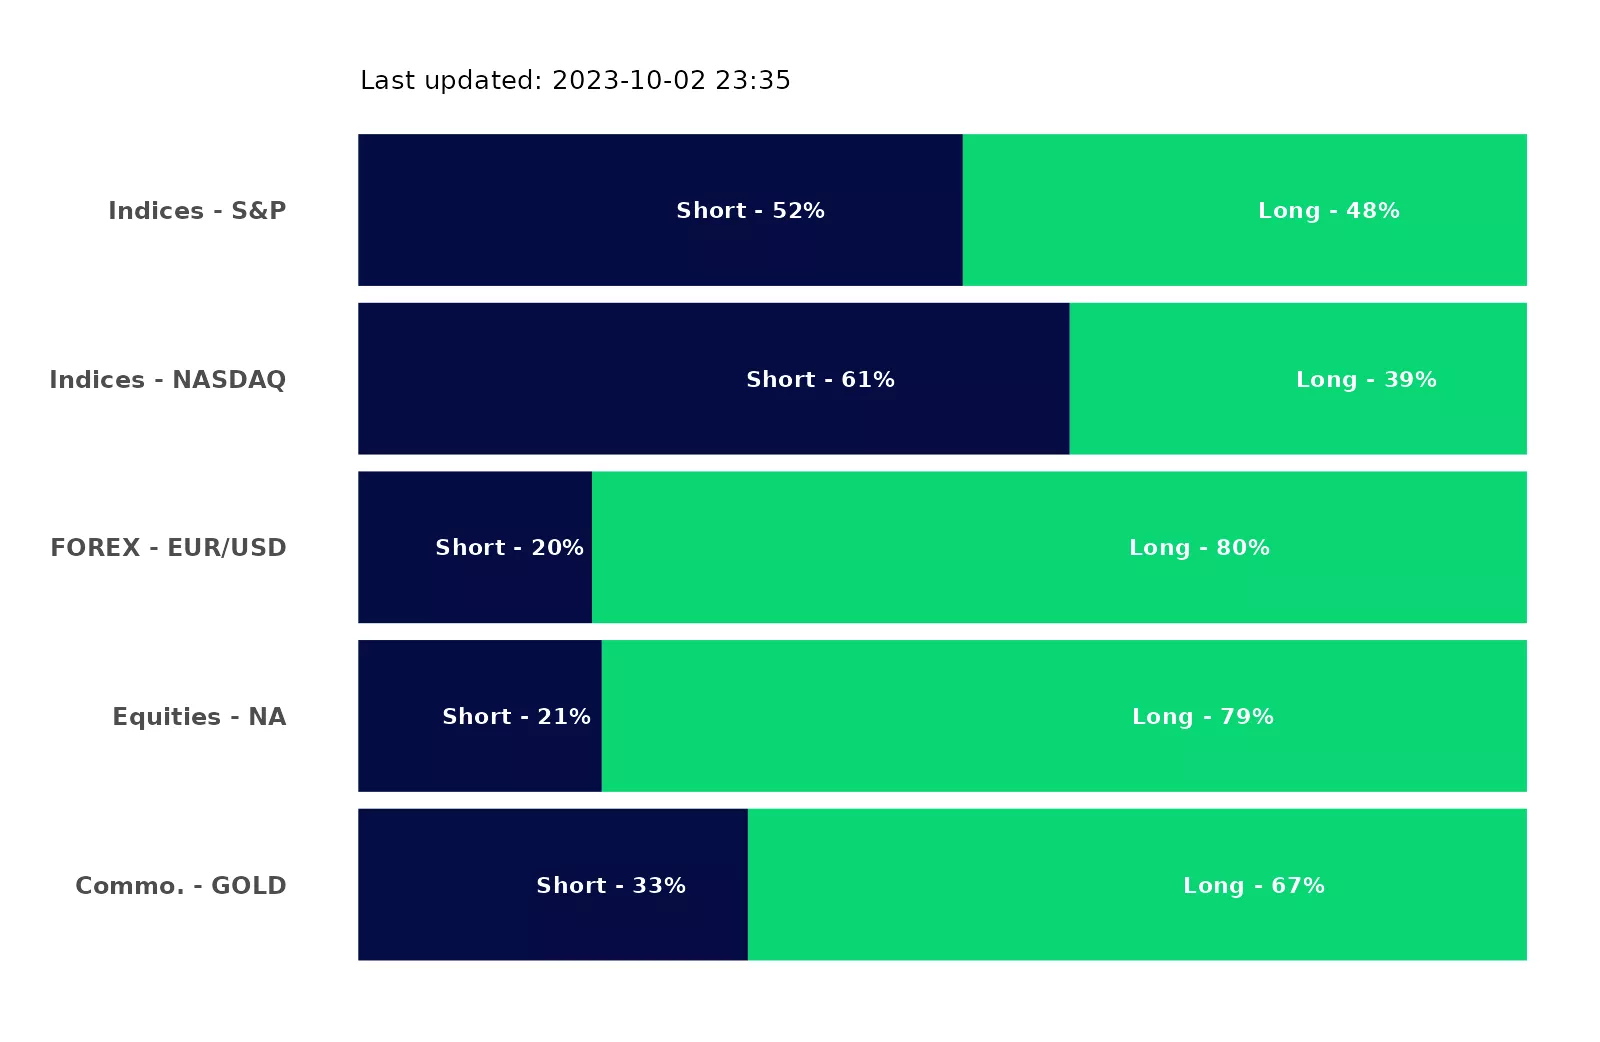 Last updated: 2023-10-02 23:35
Indices - S&P Short - 52% Long - 48%
Indices - NASDAQ Short - 61% Long - 39%
FOREX - EUR/USD Short - 20% Long - 80%
Equities - NA Short - 21% Long - 79%
Commo. - GOLD Short - 33% Long - 67%